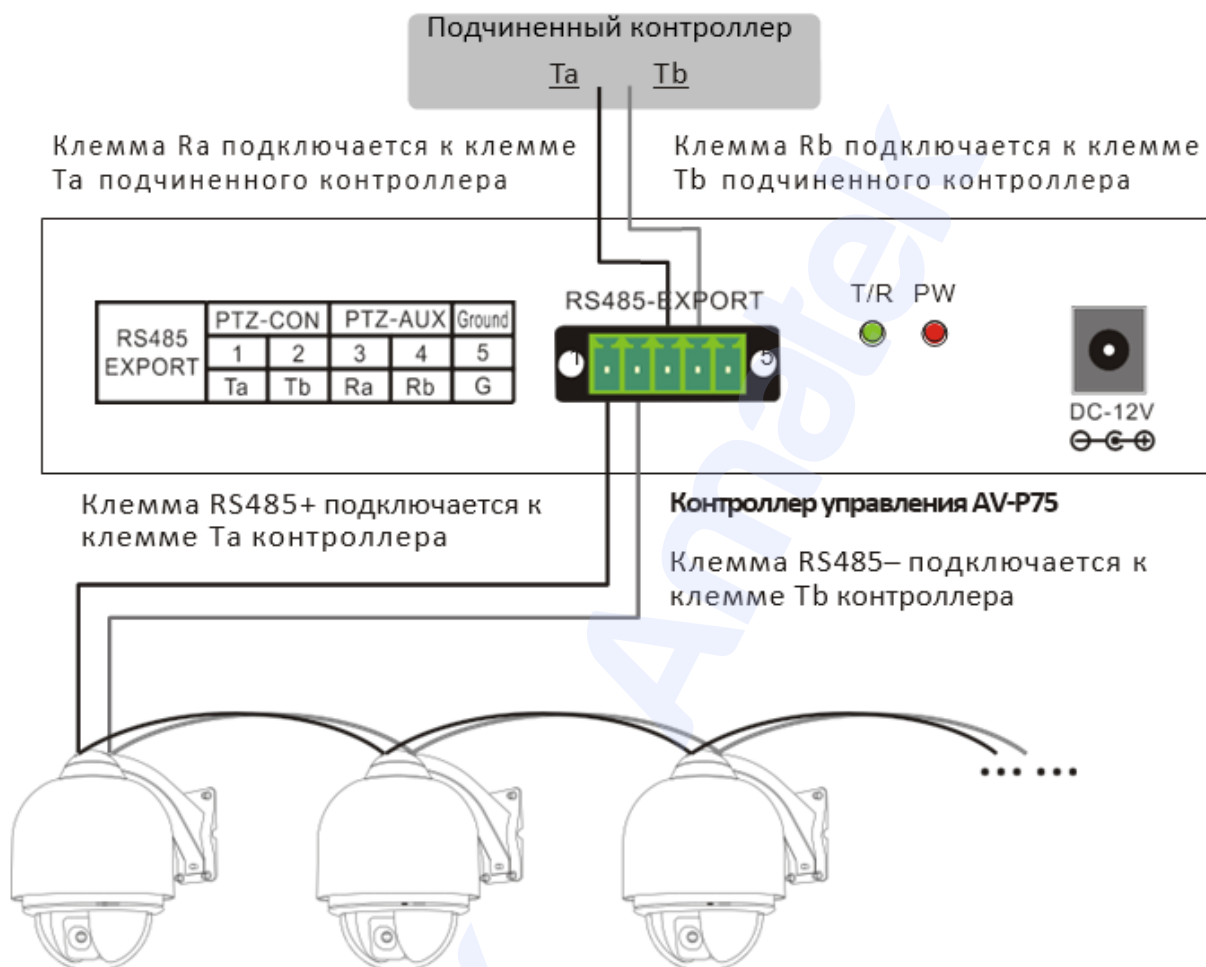 Подчиненный контроллер
Ta Tb
Клемма Ra подключается к клемме
Ta подчиненного контроллера
Клемма Rb подключается к клемме
Tb подчиненного контроллера
RS485
EXPORT
PTZ-CON PTZ-AUX Ground
1 2 3 4 5
Ta Tb Ra Rb G
RS485-EXPORT
1 5
T/R PW
DC-12V
Клемма RS485+ подключается к
клемме Ta контроллера
Контроллер управления AV-P75
Клемма RS485– подключается к
клемме Tb контроллера
Amatek